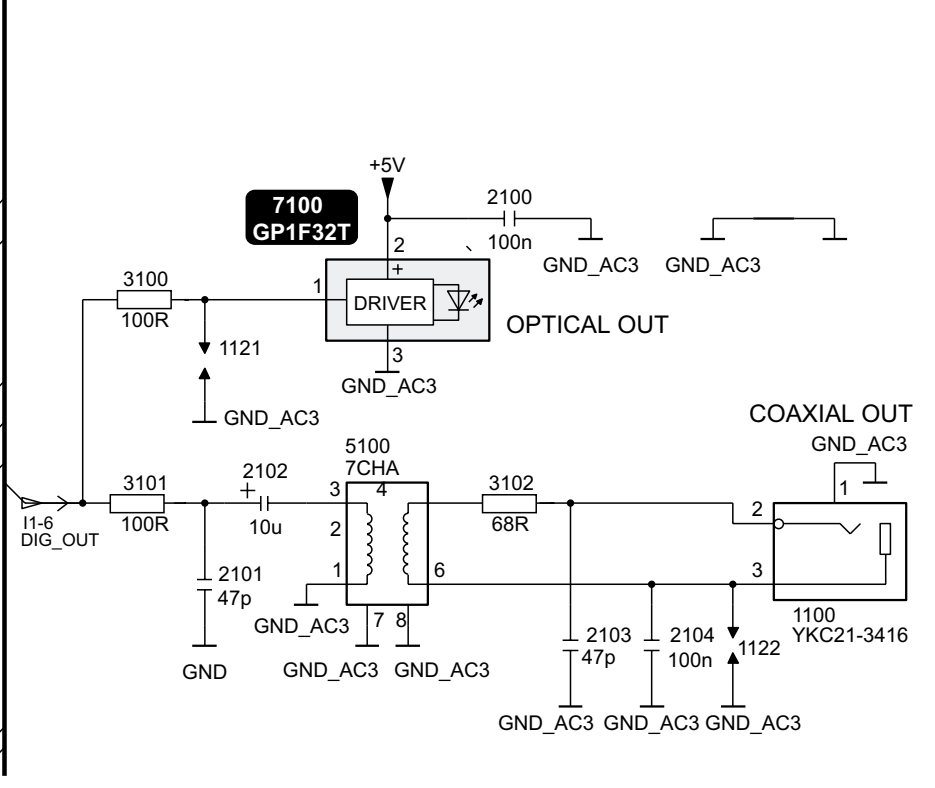 +5V
7100
GP1F32T
2100
100n
GND_AC3
GND_AC3
2
+
3100
100R
1
DRIVER
OPTICAL OUT
1121
3
GND_AC3
GND_AC3
COAXIAL OUT
GND_AC3
1
5100
7CHA
3101
100R
2102
+
10u
3
4
2
1
3102
68R
2
I1-6
DIG_OUT
2101
47p
6
3
GND_AC3
7
8
1100
YKC21-3416
2103
47p
2104
100n
1122
GND
GND_AC3
GND_AC3
GND_AC3
GND_AC3
GND_AC3